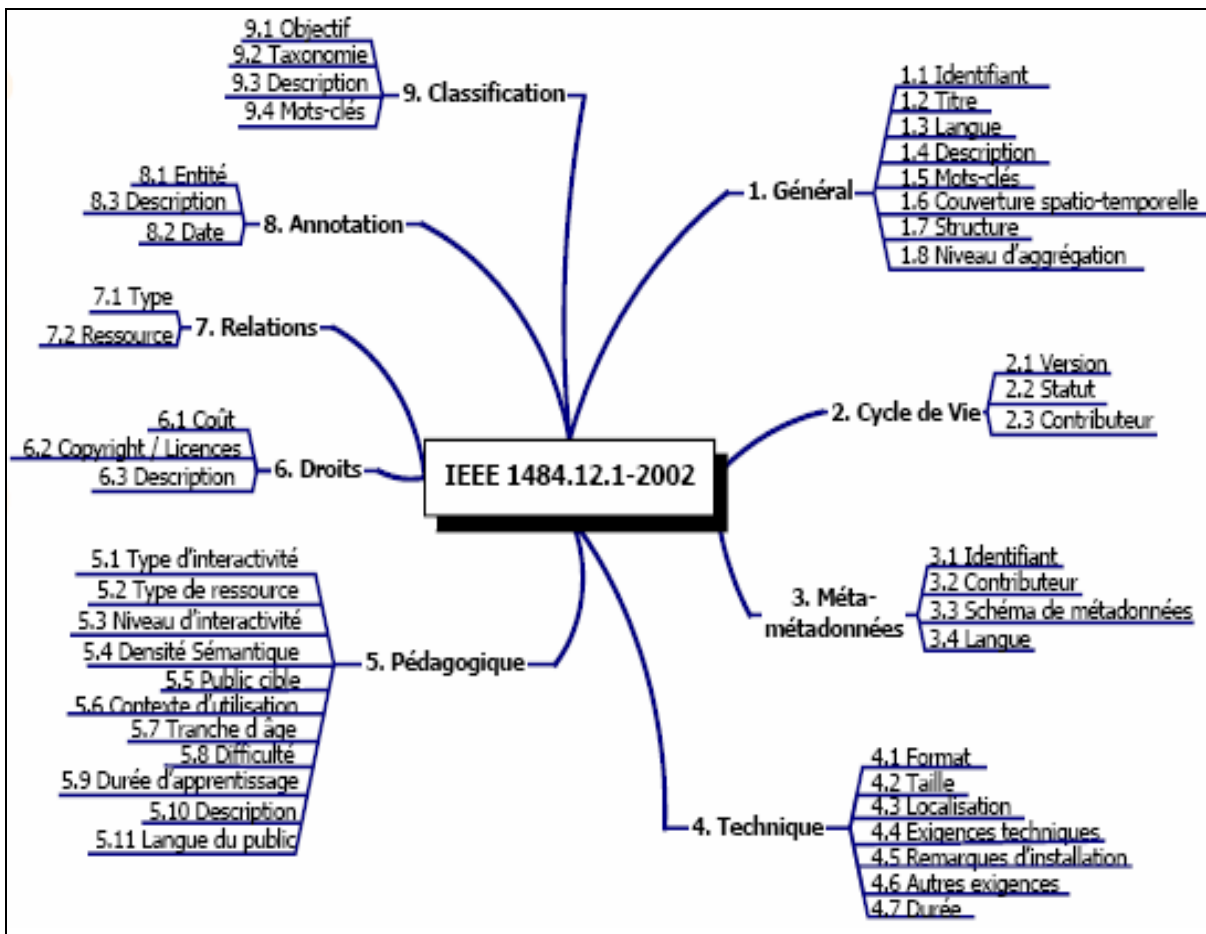 IEEE 1484.12.1-2002
1. Général
1.1 Identifiant
1.2 Titre
1.3 Langue
1.4 Description
1.5 Mots-clés
1.6 Couverture spatio-temporelle
1.7 Structure
1.8 Niveau d'aggrégation
2. Cycle de Vie
2.1 Version
2.2 Statut
2.3 Contributeur
3. Méta-
métadonnées
3.1 Identifiant
3.2 Contributeur
3.3 Schéma de métadonnées
3.4 Langue
4. Technique
4.1 Format
4.2 Taille
4.3 Localisation
4.4 Exigences techniques
4.5 Remarques d'installation
4.6 Autres exigences
4.7 Durée
5. Pédagogique
5.1 Type d'interactivité
5.2 Type de ressource
5.3 Niveau d'interactivité
5.4 Densité Sémantique
5.5 Public cible
5.6 Contexte d'utilisation
5.7 Tranche d âge
5.8 Difficulté
5.9 Durée d'apprentissage
5.10 Description
5.11 Langue du public
6. Droits
6.1 Coût
6.2 Copyright / Licences
6.3 Description
7. Relations
7.1 Type
7.2 Ressource
8. Annotation
8.1 Entité
8.3 Description
8.2 Date
9. Classification
9.1 Objectif
9.2 Taxonomie
9.3 Description
9.4 Mots-clés